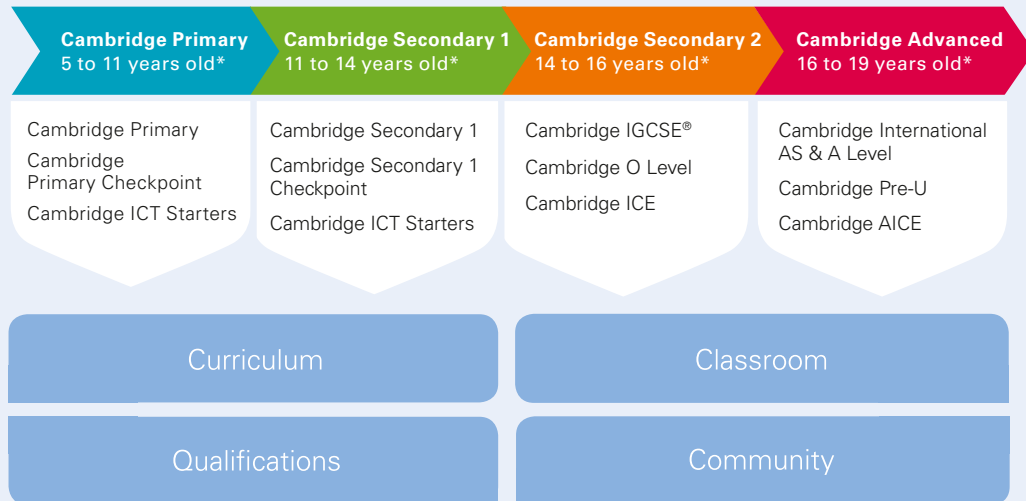 Cambridge Primary
5 to 11 years old*
Cambridge Secondary 1
11 to 14 years old*
Cambridge Secondary 2
14 to 16 years old*
Cambridge Advanced
16 to 19 years old*
Cambridge Primary
Cambridge
Primary Checkpoint
Cambridge ICT Starters
Cambridge Secondary 1
Cambridge Secondary 1
Checkpoint
Cambridge ICT Starters
Cambridge IGCSE®
Cambridge O Level
Cambridge ICE
Cambridge International
AS & A Level
Cambridge Pre-U
Cambridge AICE
Curriculum
Classroom
Qualifications
Community